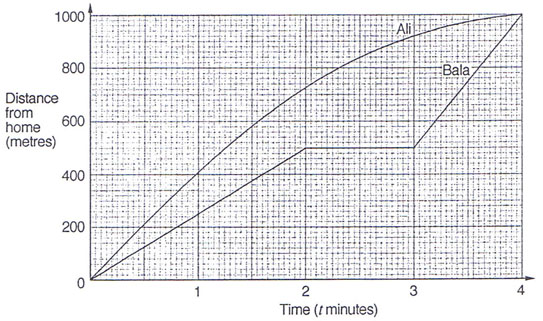 1000
Ali
800
Bala
Distance
from
home
(metres)
600
400
200
0
1
2
3
4
Time (t minutes)